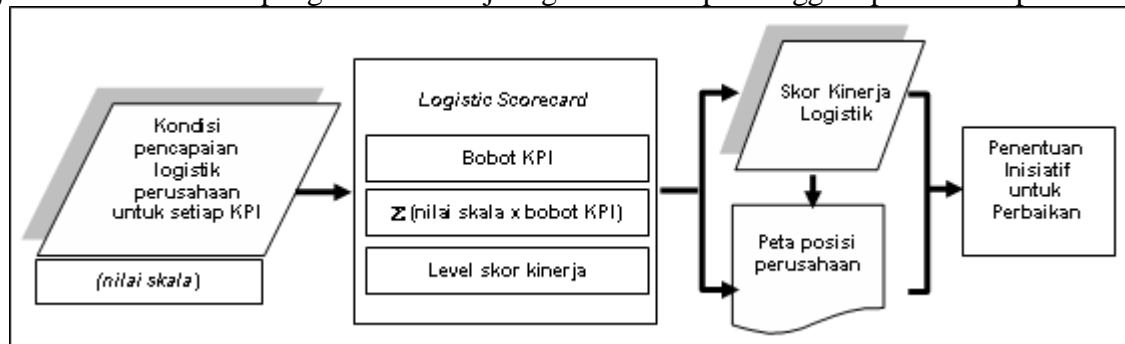 Kondisi
pencapaian
logistik
perusahaan
untuk setiap KPI
(nilai skala)
Logistic Scorecard
Bobot KPI
Σ (nilai skala x bobot KPI)
Level skor kinerja
Skor Kinerja
Logistik
Peta posisi
perusahaan
Penentuan
Inisiatif
untuk
Perbaikan